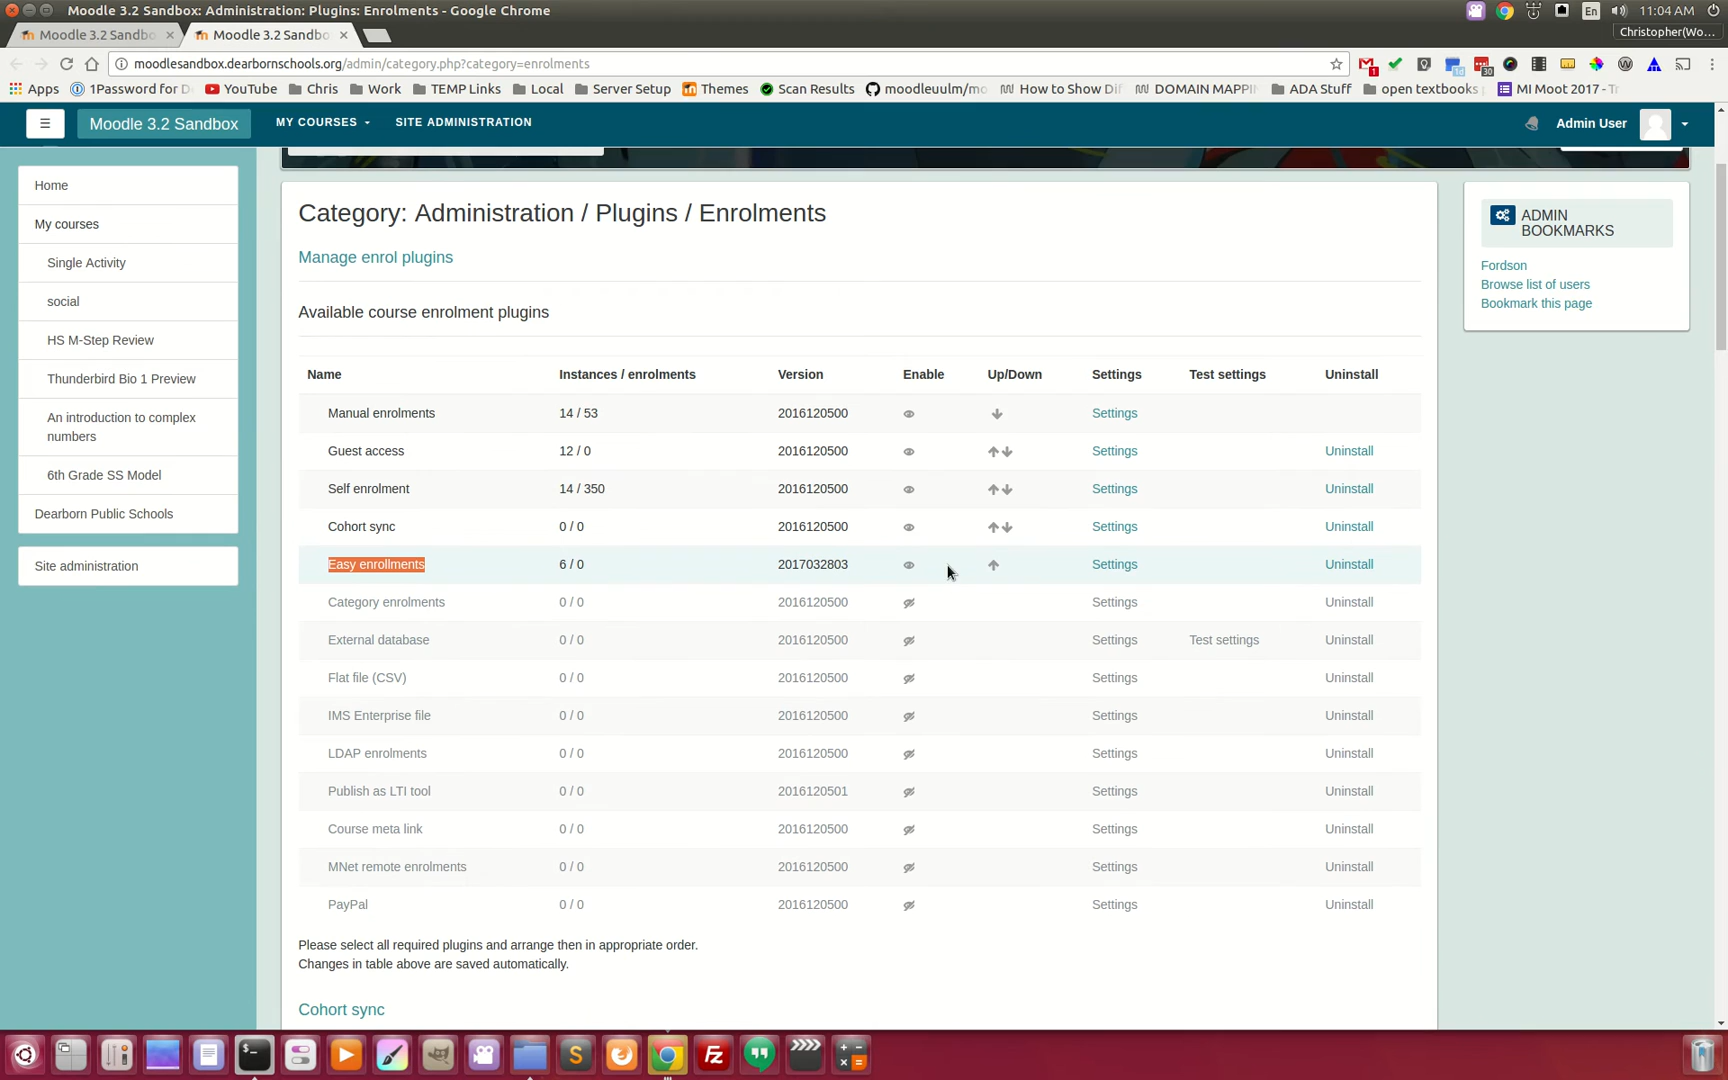 Moodle 3.2 Sandbox: Administration: Plugins: Enrolments - Google Chrome
En
11:04 AM
Moodle 3.2 Sandbo
Moodle 3.2 Sandbo
Christopher(Wo...
moodlesandbox.dearbornschools.org/admin/category.php?category=enrolments
Apps
1Password for D
YouTube
Chris
Work
TEMP Links
Local
Server Setup
Themes
Scan Results
moodleuulm/mo
How to Show Dif
DOMAIN MAPPIN
ADA Stuff
open textbooks
MI Moot 2017 - Tr
Moodle 3.2 Sandbox
MY COURSES
SITE ADMINISTRATION
Admin User
Home
My courses
Single Activity
social
HS M-Step Review
Thunderbird Bio 1 Preview
An introduction to complex
numbers
6th Grade SS Model
Dearborn Public Schools
Site administration
Category: Administration / Plugins / Enrolments
Manage enrol plugins
Available course enrolment plugins
Name Instances / enrolments Version Enable Up/Down Settings Test settings Uninstall
Manual enrolments 14 / 53 2016120500 Settings
Guest access 12 / 0 2016120500 Settings Uninstall
Self enrolment 14 / 350 2016120500 Settings Uninstall
Cohort sync 0 / 0 2016120500 Settings Uninstall
Easy enrollments 6 / 0 2017032803 Settings Uninstall
Category enrolments 0 / 0 2016120500 Settings Uninstall
External database 0 / 0 2016120500 Settings Test settings Uninstall
Flat file (CSV) 0 / 0 2016120500 Settings Uninstall
IMS Enterprise file 0 / 0 2016120500 Settings Uninstall
LDAP enrolments 0 / 0 2016120500 Settings Uninstall
Publish as LTI tool 0 / 0 2016120501 Settings Uninstall
Course meta link 0 / 0 2016120500 Settings Uninstall
MNet remote enrolments 0 / 0 2016120500 Settings Uninstall
PayPal 0 / 0 2016120500 Settings Uninstall
Please select all required plugins and arrange then in appropriate order.
Changes in table above are saved automatically.
Cohort sync
ADMIN
BOOKMARKS
Fordson
Browse list of users
Bookmark this page